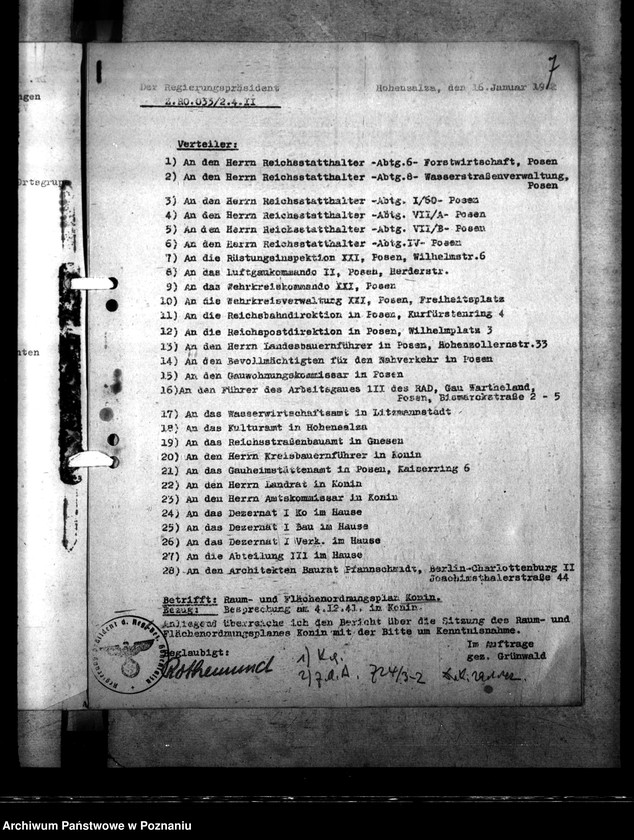 7
ngen
Ortsgrup
nten
Der Regierungspräsident
Hohensalza, den 16. Januar 1942
I.RO.033/2.4.II
Verteiler:
1) An den Herrn Reichsstatthalter -Abtg.6- Forstwirtschaft, Posen
2) An den Herrn Reichsstatthalter -Abtg.8- Wasserstraßenverwaltung,
Posen
3) An den Herrn Reichsstatthalter -Abtg. I/60- Posen
4) An den Herrn Reichsstatthalter -Abtg. VII/A- Posen
5) An den Herrn Reichsstatthalter -Abtg. VII/B- Posen
6) An den Herrn Reichsstatthalter -Abtg.IV- Posen
7) An die Rüstungsinspektion XXI, Posen, Wilhelmstr.6
8) An das Luftgaukommando II, Posen, Herderstr.
9) An das Wehrkreiskommando XXI, Posen
10) An die Wehrkreisverwaltung XXI, Posen, Freiheitsplatz
11) An die Reichsbahndirektion in Posen, Kurfürstenring 4
12) An die Reichspostdirektion in Posen, Wilhelmplatz 3
13) An den Herrn Landesbauernführer in Posen, Hohenzollernstr.33
14) An den Bevollmächtigten für den Nahverkehr in Posen
15) An den Gauwohnungskommissar in Posen
16)An den Führer des Arbeitsgaues III des RAD, Gau Wartheland,
Posen, Bismarckstraße 2 - 5
17) An das Wasserwirtschaftsamt in Litzmannstadt
18) An das Kulturamt in Hohensalza
19) An das Reichsstraßenbauamt in Gnesen
20) An den Herrn Kreisbauernführer in Konin
21) An das Gauheimstättenamt in Posen, Kaiserring 6
22) An den Herrn Landrat in Konin
23) An den Herrn Amtskommissar in Konin
24) An das Dezernat I Ko im Hause
25) An das Dezernat I Bau im Hause
26) An das Dezernat I Verk. im Hause
27) An die Abteilung III im Hause
28) An den Architekten Baurat Pfannschmidt, Berlin-Charlottenburg II
Joachimsthalerstraße 44
Betrifft: Raum- und Flächenordnungsplan Konin.
Bezug: Besprechung am 4.12.41. in Konin.
Anliegend übersende ich den Bericht über die Sitzung des Raum- und
Flächenordnungsplanes Konin mit der Bitte um Kenntnisnahme.
Im Auftrage
gez. Grünwald
Beglaubigt:
Rothemund
1) K.g.
2) z.d.A.
Archiwum Państwowe w Poznaniu